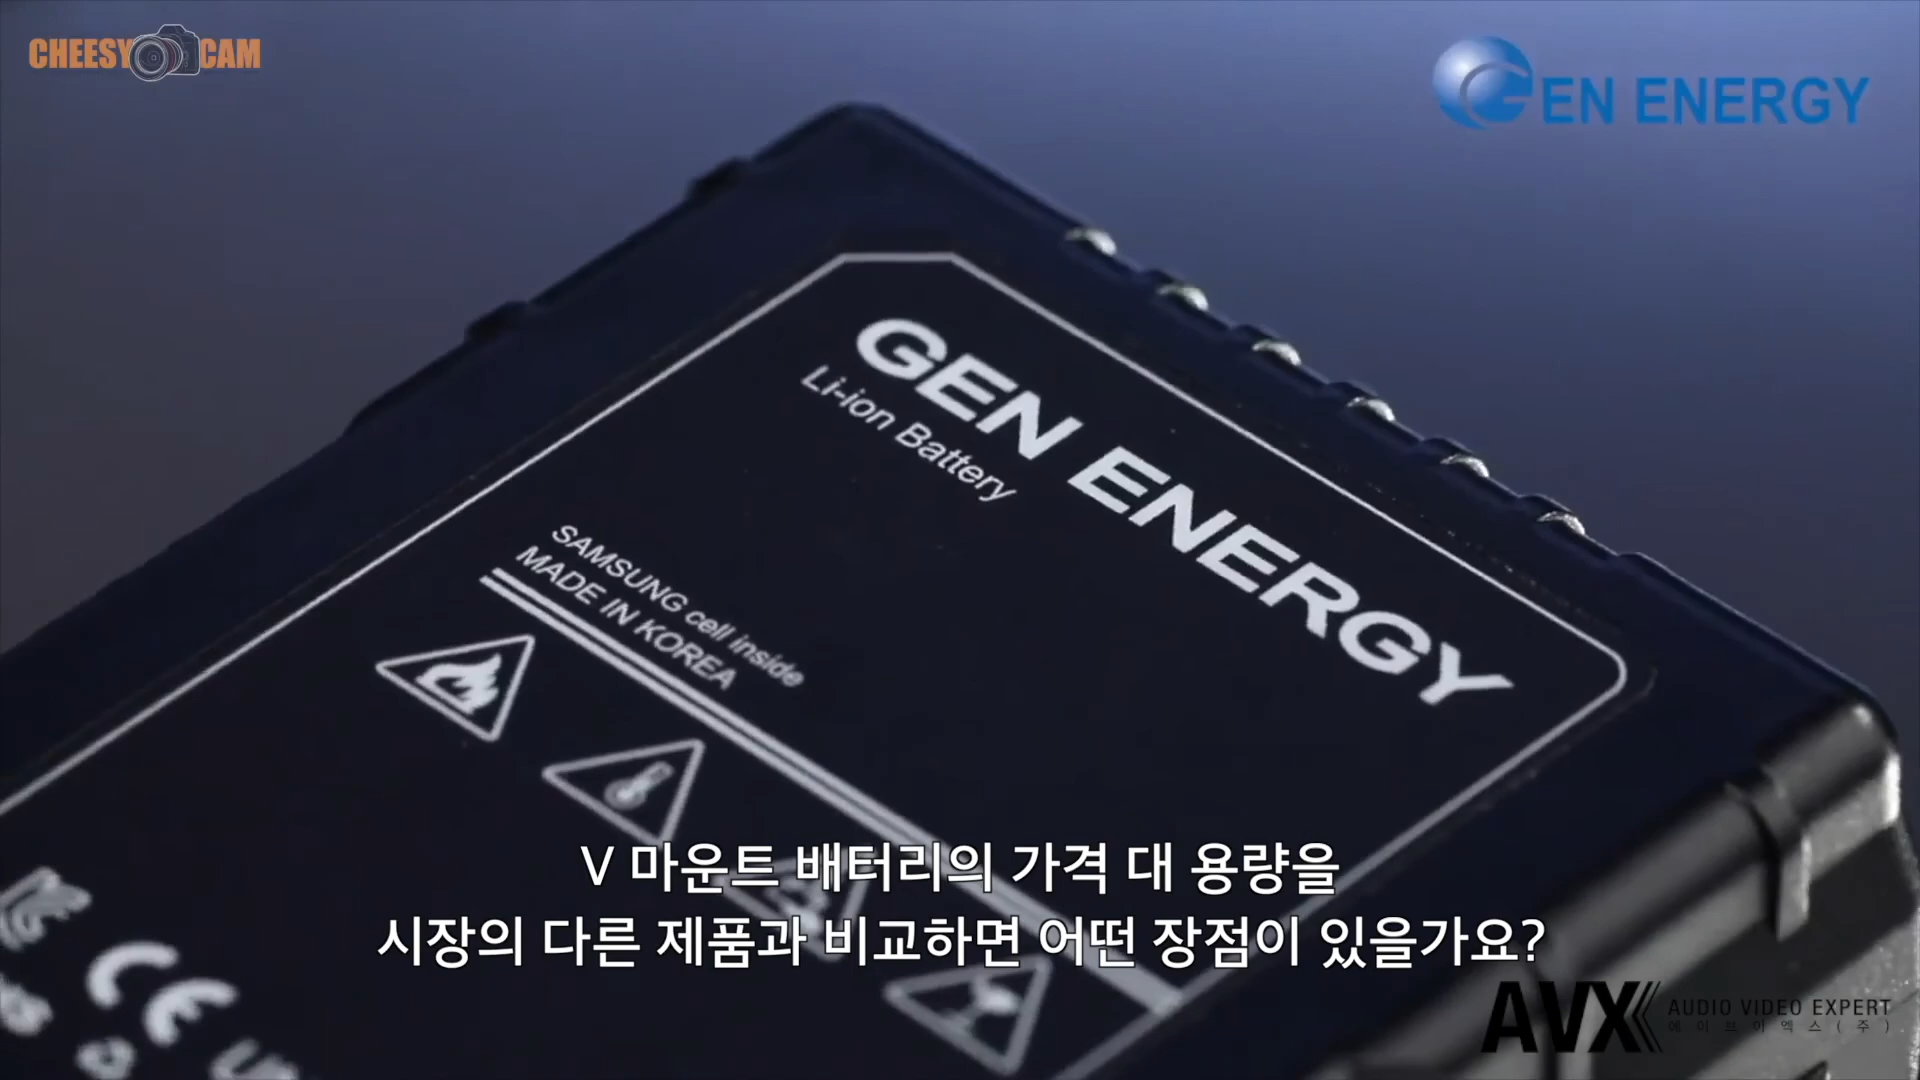 CHEESYCAM
GEN ENERGY
GEN ENERGY
Li-ion Battery
SAMSUNG cell inside
MADE IN KOREA
CE
V 마운트 배터리의 가격 대 용량을
시장의 다른 제품과 비교하면 어떤 장점이 있을가요?
AVX
AUDIO VIDEO EXPERT
에이브이엑스(주)